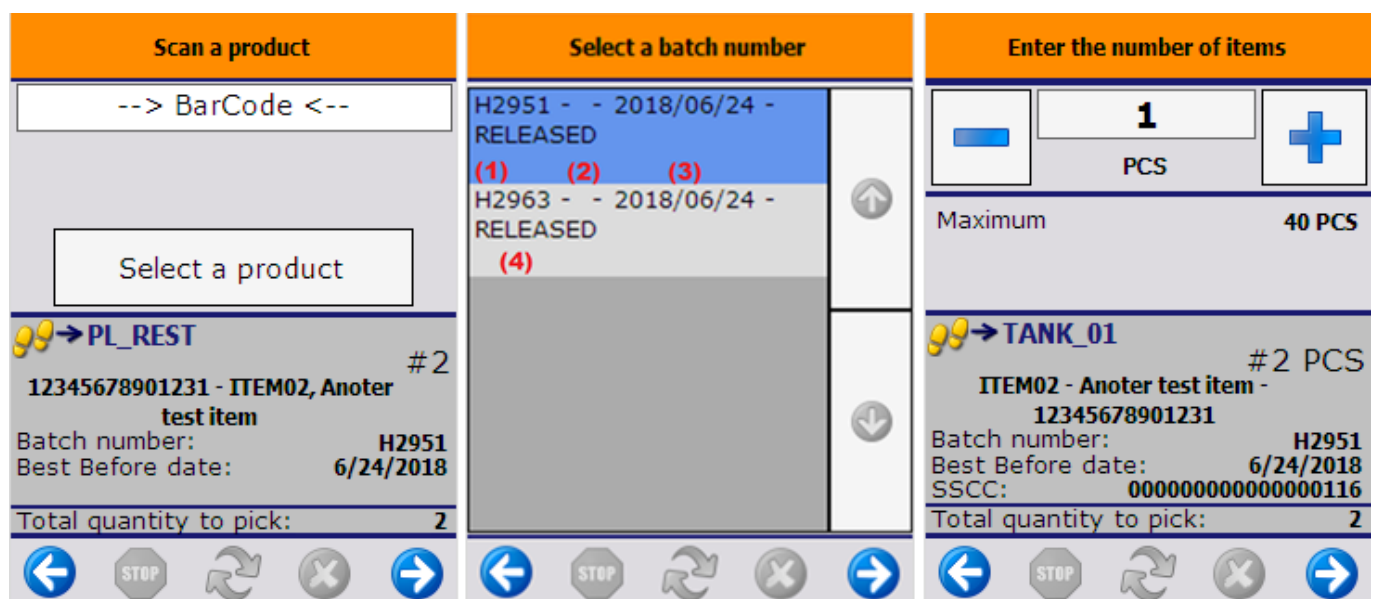 Scan a product
--> BarCode <--
Select a product
PL_REST
#2
12345678901231 - ITEM02, Anoter
test item
Batch number: H2951
Best Before date: 6/24/2018
Total quantity to pick: 2
STOP
Select a batch number
H2951 - - 2018/06/24 -
RELEASED
(1) (2) (3)
H2963 - - 2018/06/24 -
RELEASED
(4)
STOP
Enter the number of items
1
PCS
Maximum 40 PCS
TANK_01
#2 PCS
ITEM02 - Anoter test item -
12345678901231
Batch number: H2951
Best Before date: 6/24/2018
SSCC: 000000000000000116
Total quantity to pick: 2
STOP